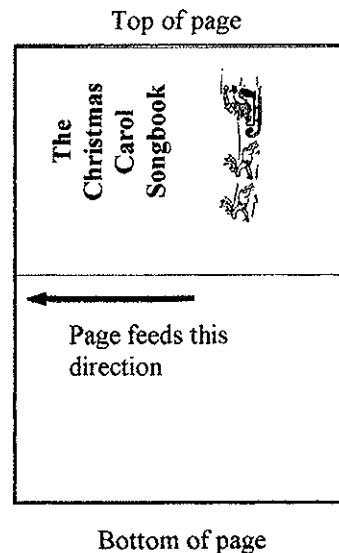 Top of page
The
Christmas
Carol
Songbook
Page feeds this
direction
Bottom of page